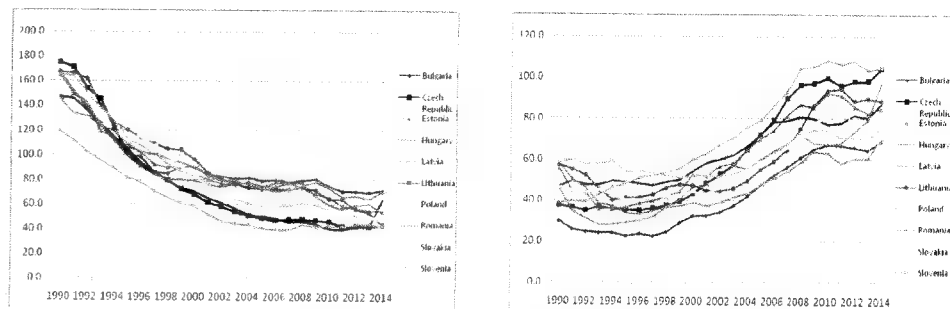 200.0
180.0
160.0
140.0
120.0
100.0
80.0
60.0
40.0
20.0
0.0
1990 1992 1994 1996 1998 2000 2002 2004 2006 2008 2010 2012 2014
Bulgaria
Czech
Republic
Estonia
Hungary
Latvia
Lithuania
Poland
Romania
Slovakia
Slovenia
120.0
100.0
80.0
60.0
40.0
20.0
0.0
1990 1992 1994 1996 1998 2000 2002 2004 2006 2008 2010 2012 2014
Bulgaria
Czech
Republic
Estonia
Hungary
Latvia
Lithuania
Poland
Romania
Slovakia
Slovenia